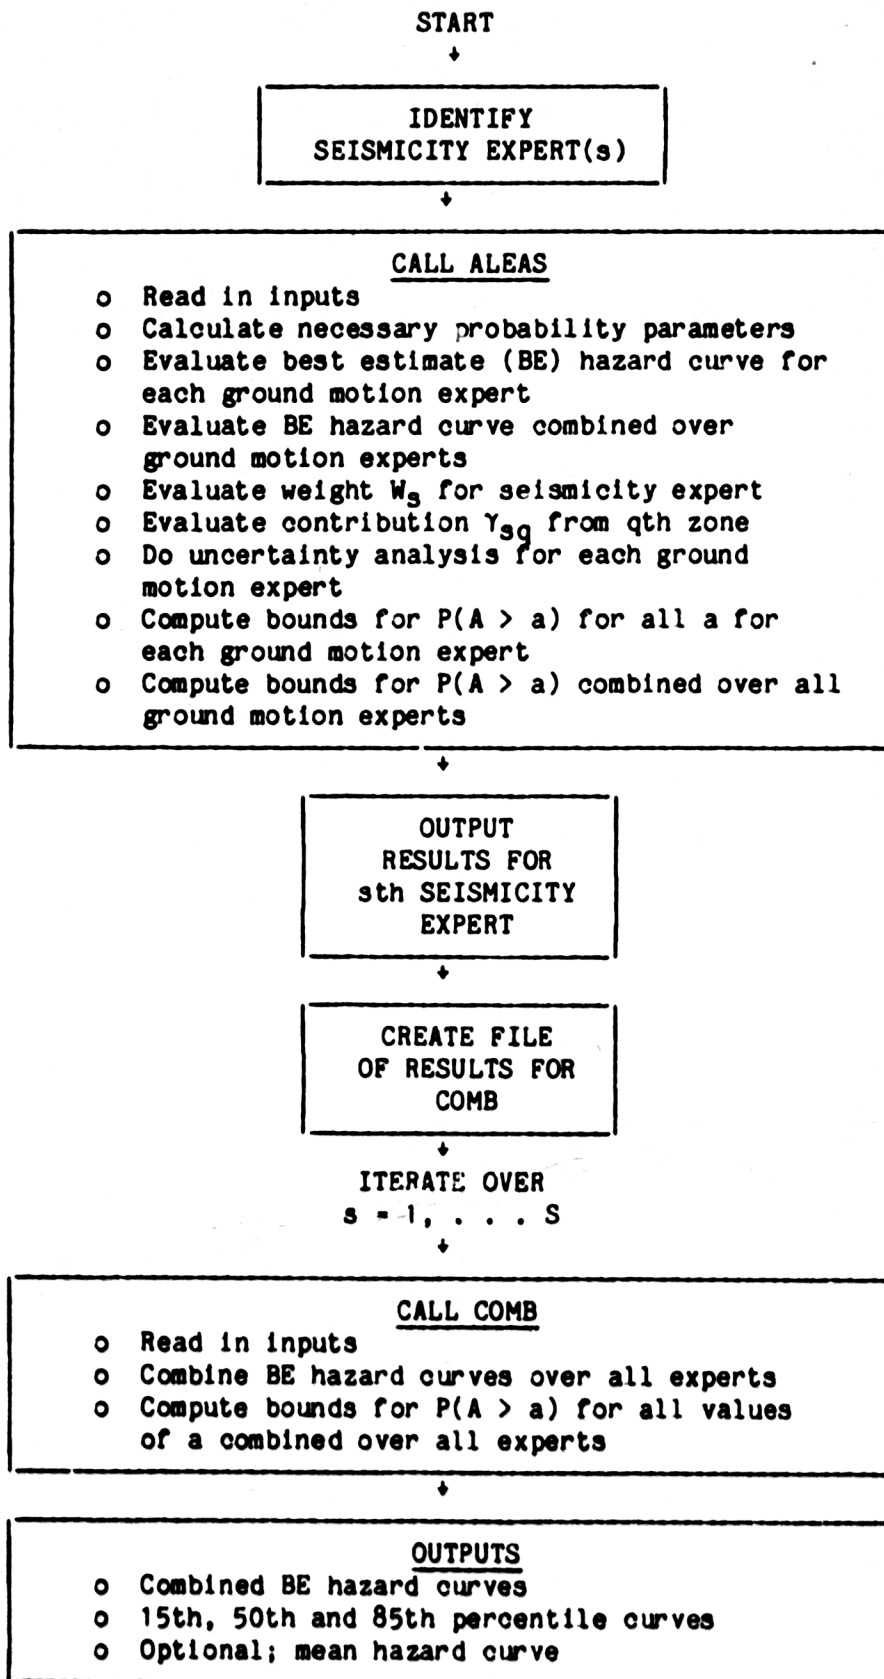 START
↓
IDENTIFY
SEISMICITY EXPERT(s)
↓
CALL ALEAS
o Read in inputs
o Calculate necessary probability parameters
o Evaluate best estimate (BE) hazard curve for
each ground motion expert
o Evaluate BE hazard curve combined over
ground motion experts
o Evaluate weight Wₛ for seismicity expert
o Evaluate contribution Υsq from qth zone
o Do uncertainty analysis for each ground
motion expert
o Compute bounds for P(A > a) for all a for
each ground motion expert
o Compute bounds for P(A > a) combined over all
ground motion experts
↓
OUTPUT
RESULTS FOR
sth SEISMICITY
EXPERT
↓
CREATE FILE
OF RESULTS FOR
COMB
↓
ITERATE OVER
s = 1, . . . S
↓
CALL COMB
o Read in inputs
o Combine BE hazard curves over all experts
o Compute bounds for P(A > a) for all values
of a combined over all experts
↓
OUTPUTS
o Combined BE hazard curves
o 15th, 50th and 85th percentile curves
o Optional; mean hazard curve